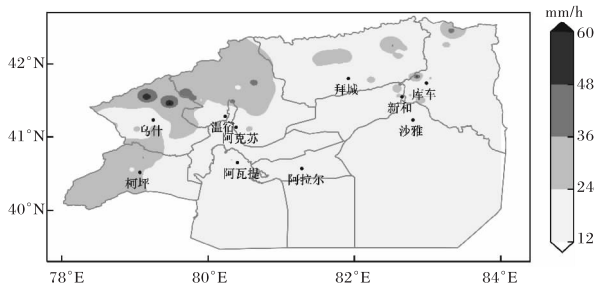 mm/h
60
48
36
24
12
42°N
41°N
40°N
78°E
80°E
82°E
84°E
拜城
库车
新和
沙雅
乌什
温宿
阿克苏
柯坪
阿瓦提
阿拉尔